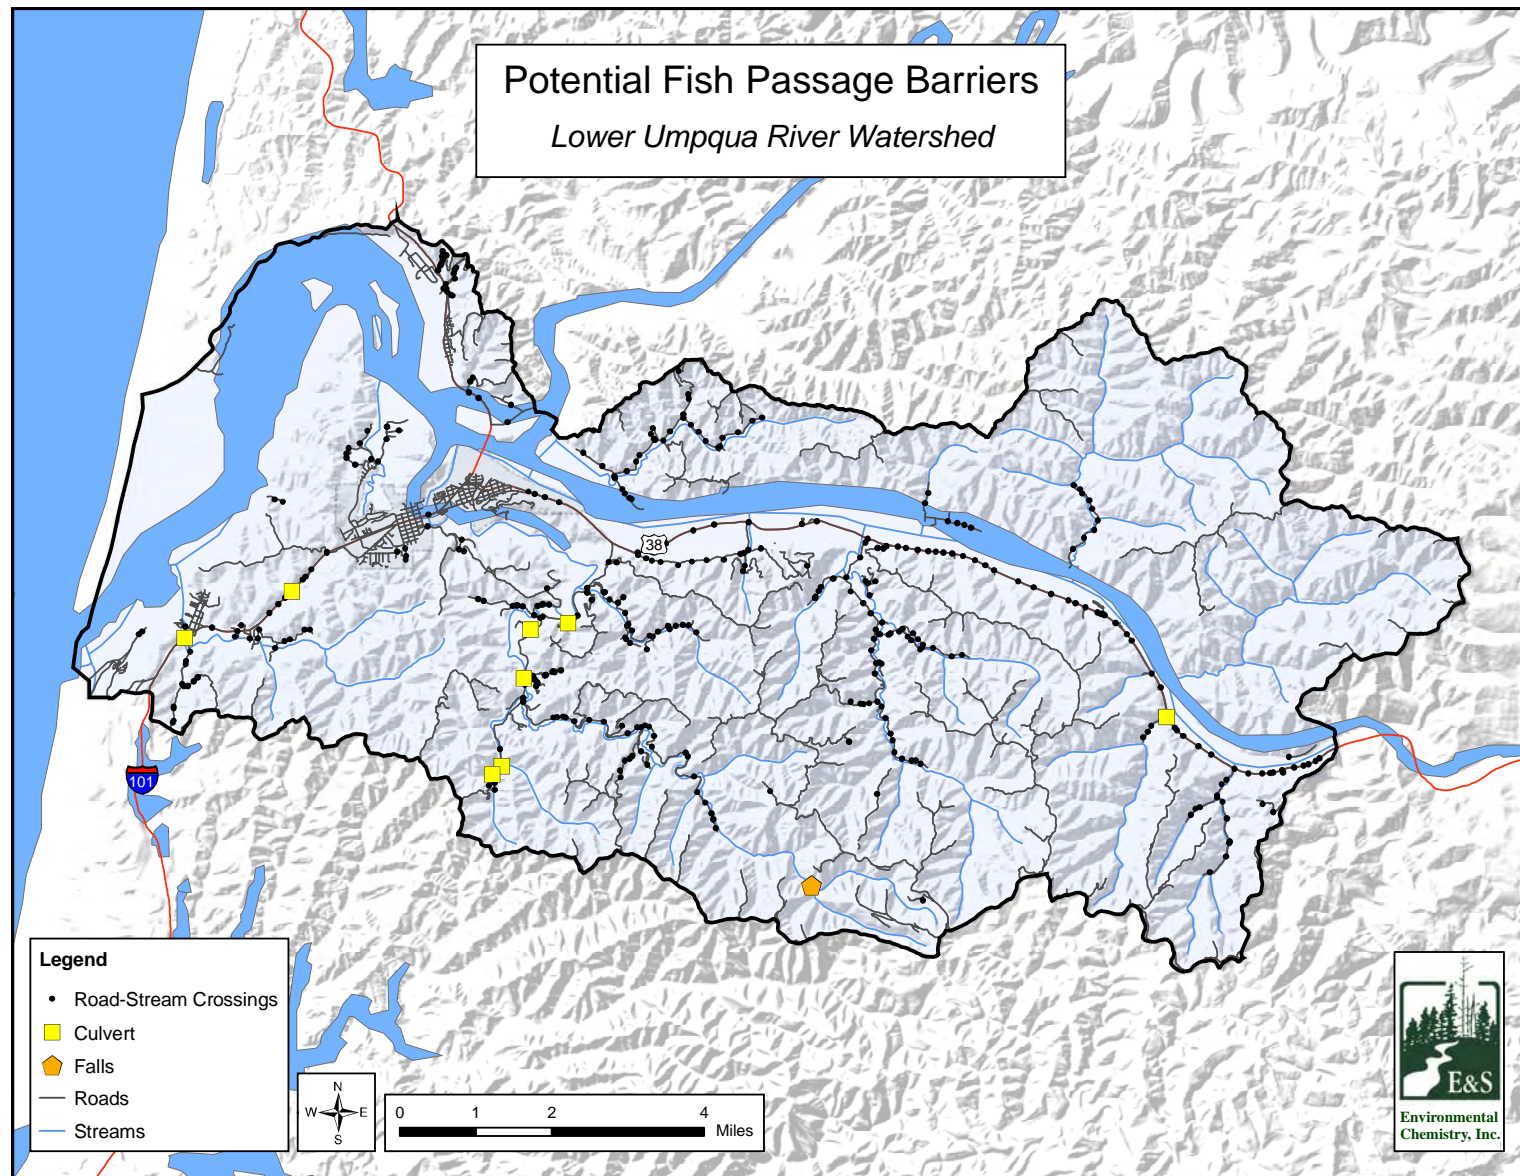 Potential Fish Passage Barriers
Lower Umpqua River Watershed
38
101
Legend
Road-Stream Crossings
Culvert
Falls
Roads
Streams
N
W E
S
0 1 2 4
Miles
E&S
Environmental
Chemistry, Inc.